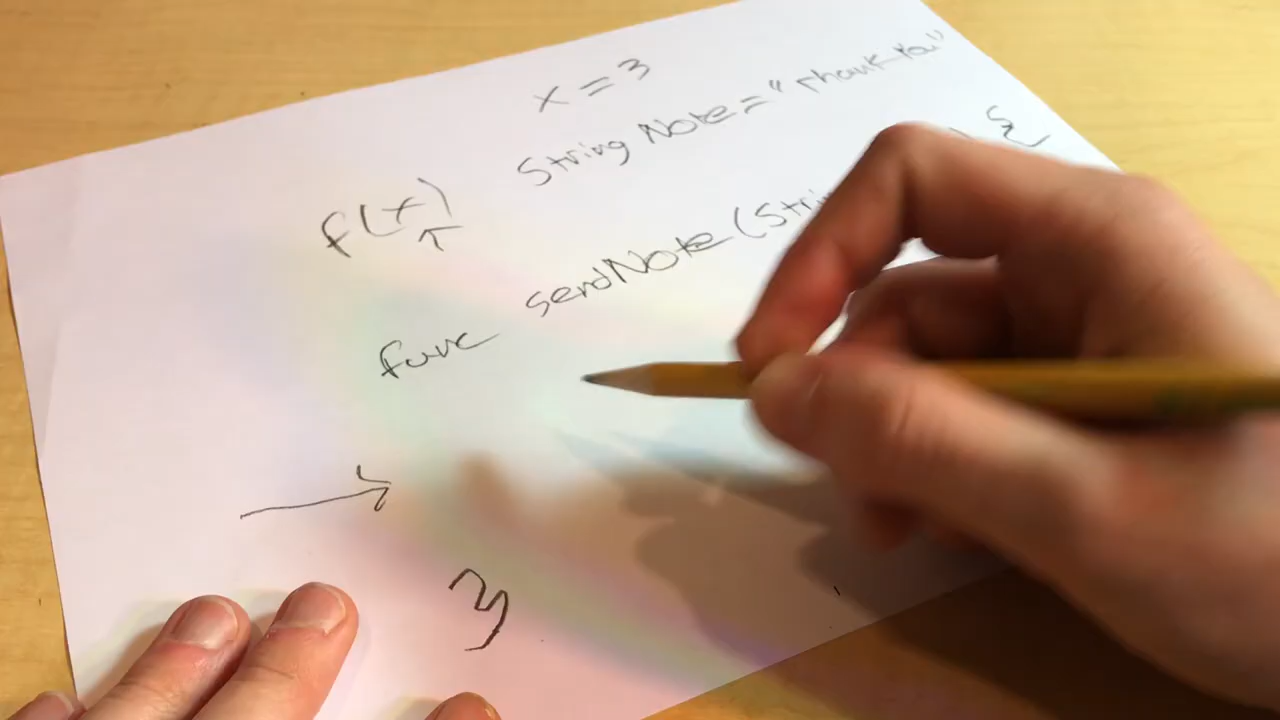 x = 3
String Note = "Thank You"
f(x)
func sendNote (Stri {
}